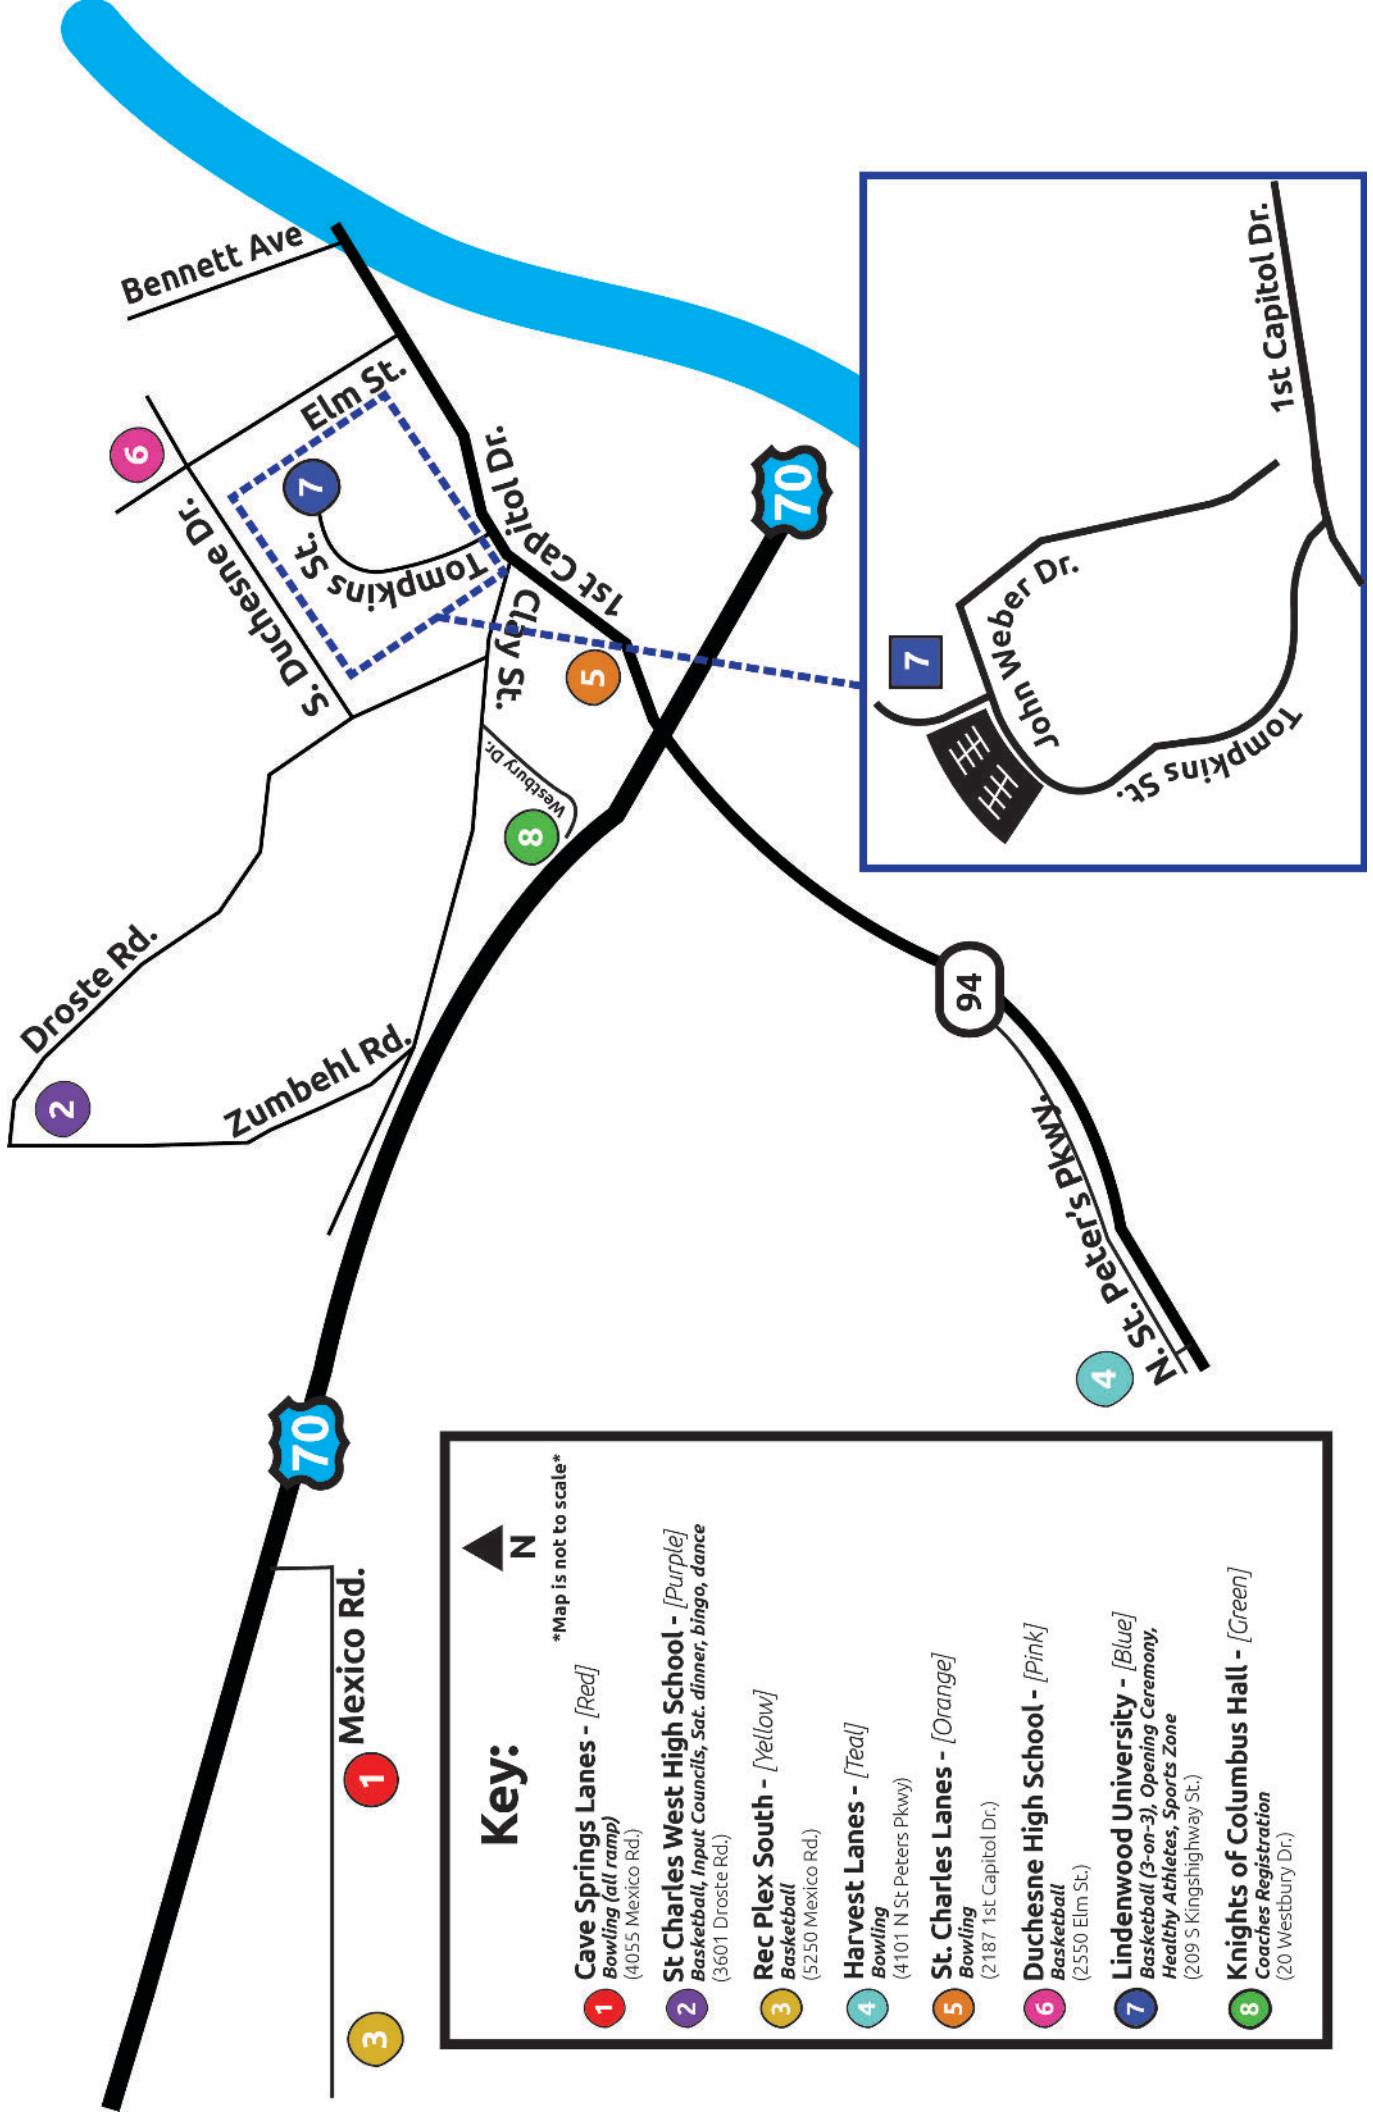 Bennett Ave
Elm St.
6
7
S. Duchesne Dr.
Tompkins St.
1st Capitol Dr.
Clay St.
5
Westbury Dr.
8
70
Droste Rd.
2
Zumbehl Rd.
94
N. St. Peter's Pkwy.
4
70
Mexico Rd.
1
3
1st Capitol Dr.
John Weber Dr.
7
Tompkins St.
Key:
N
*Map is not to scale*
1 Cave Springs Lanes - [Red]
Bowling (all ramp)
(4055 Mexico Rd.)
2 St Charles West High School - [Purple]
Basketball, Input Councils, Sat. dinner, bingo, dance
(3601 Droste Rd.)
3 Rec Plex South - [Yellow]
Basketball
(5250 Mexico Rd.)
4 Harvest Lanes - [Teal]
Bowling
(4101 N St Peters Pkwy)
5 St. Charles Lanes - [Orange]
Bowling
(2187 1st Capitol Dr.)
6 Duchesne High School - [Pink]
Basketball
(2550 Elm St.)
7 Lindenwood University - [Blue]
Basketball (3-on-3), Opening Ceremony,
Healthy Athletes, Sports Zone
(209 S Kingshighway St.)
8 Knights of Columbus Hall - [Green]
Coaches Registration
(20 Westbury Dr.)